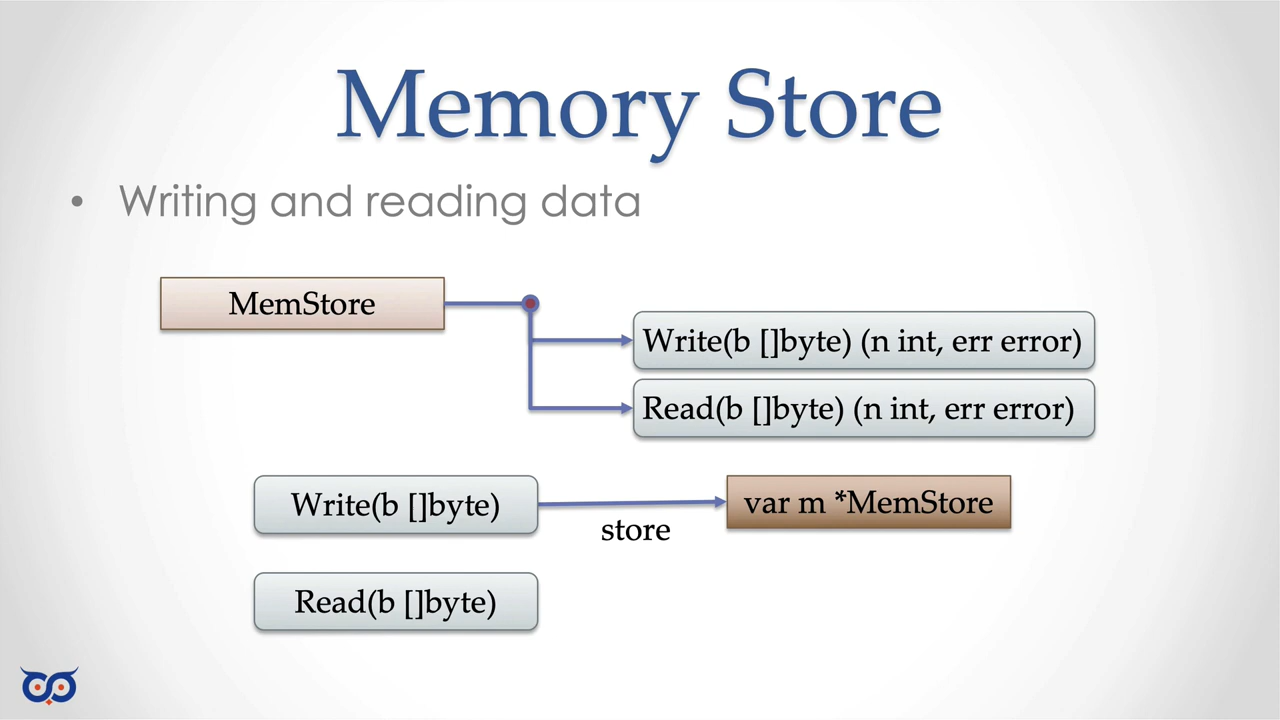 Memory Store
• Writing and reading data
MemStore
Write(b []byte) (n int, err error)
Read(b []byte) (n int, err error)
Write(b []byte)
store
var m *MemStore
Read(b []byte)